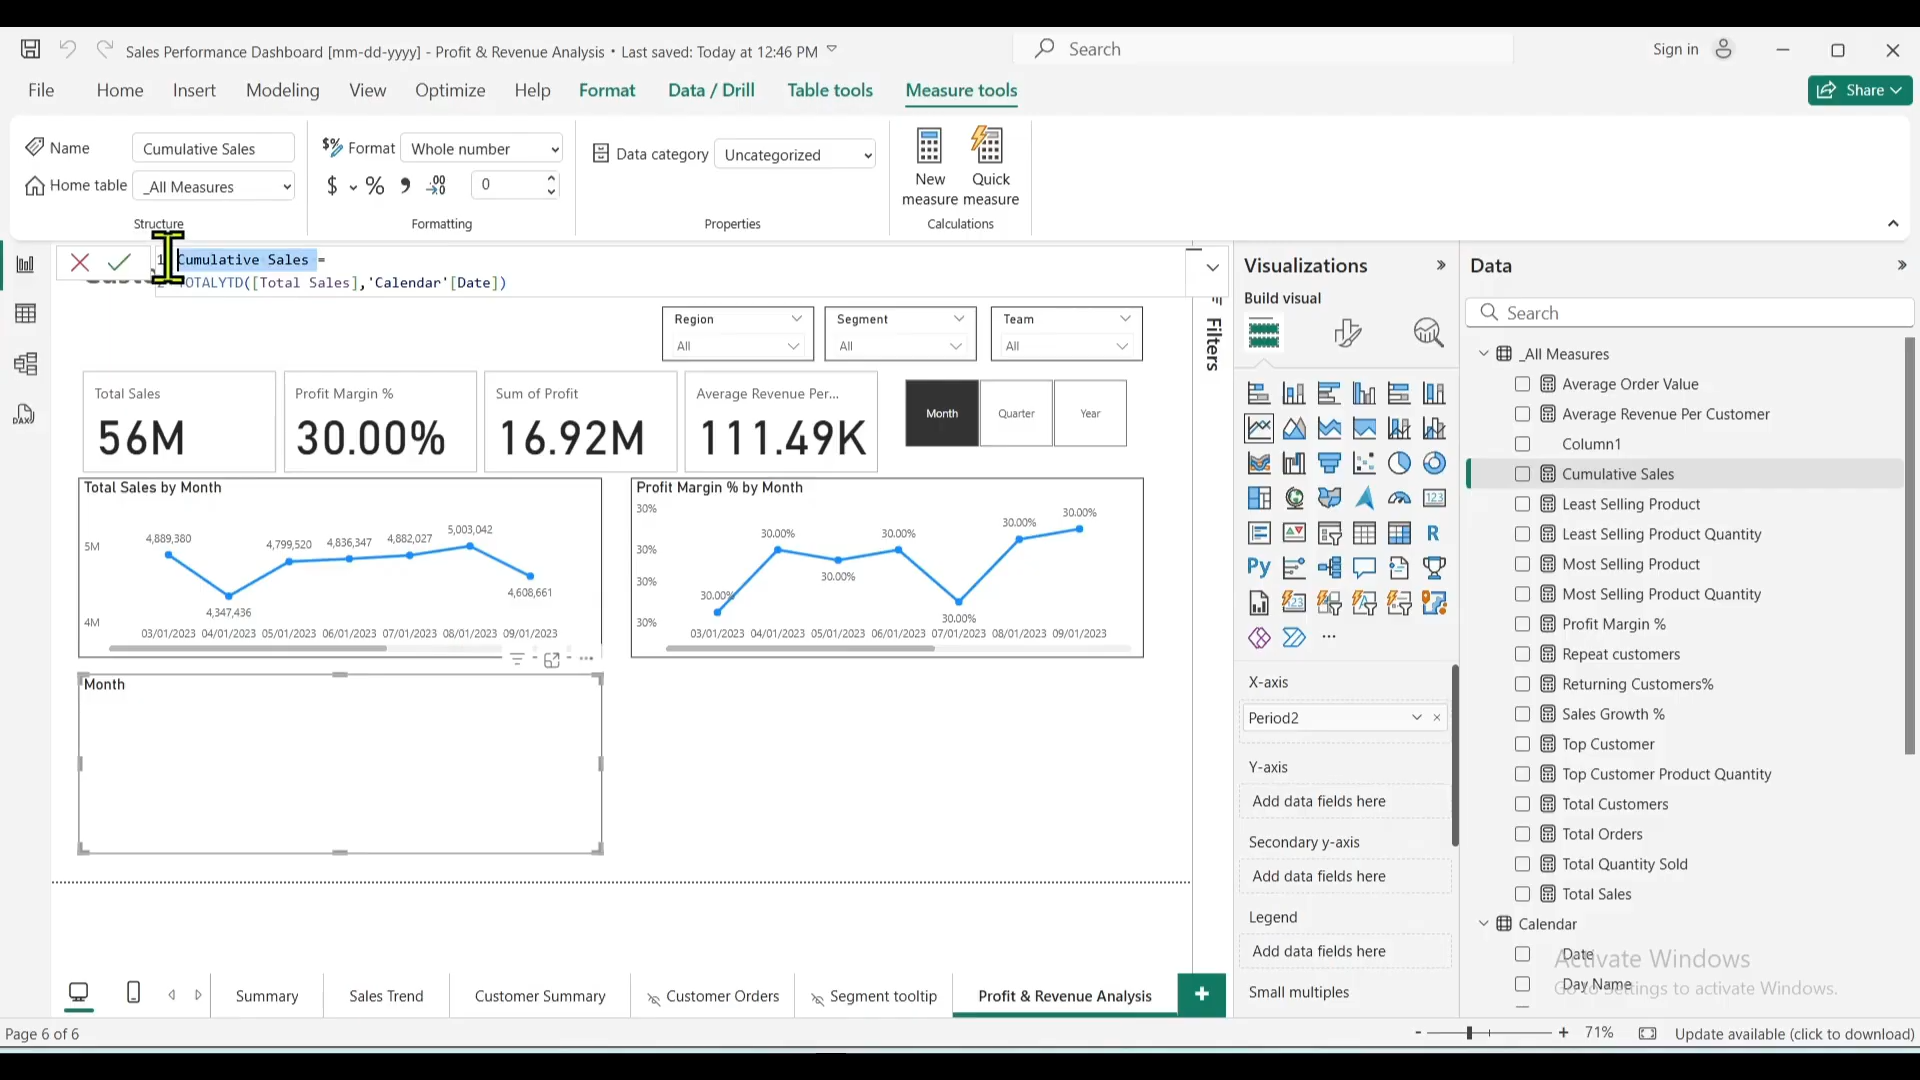 Sales Performance Dashboard [mm-dd-yyyy] - Profit & Revenue Analysis • Last saved: Today at 12:46 PM
Search
Sign in
File Home Insert Modeling View Optimize Help Format Data / Drill Table tools Measure tools
Share
Name Cumulative Sales
Home table _All Measures
Structure
$% Format Whole number
$ % 9 .00 0
Formatting
Data category Uncategorized
Properties
New measure
Quick measure
Calculations
1 Cumulative Sales =
TOTALYTD([Total Sales],'Calendar'[Date])
Region
All
Segment
All
Team
All
Total Sales
56M
Profit Margin %
30.00%
Sum of Profit
16.92M
Average Revenue Per...
111.49K
Month Quarter Year
Total Sales by Month
5M
4M
4,889,380
4,347,436
4,799,520
4,836,347
4,882,027
5,003,042
4,608,661
03/01/2023 04/01/2023 05/01/2023 06/01/2023 07/01/2023 08/01/2023 09/01/2023
Profit Margin % by Month
30%
30%
30%
30%
30.00%
30.00%
30.00%
30.00%
30.00%
30.00%
30.00%
03/01/2023 04/01/2023 05/01/2023 06/01/2023 07/01/2023 08/01/2023 09/01/2023
Month
Filters
Visualizations
Build visual
123
R
Py
X-axis
Period2
Y-axis
Add data fields here
Secondary y-axis
Add data fields here
Legend
Add data fields here
Small multiples
Data
Search
_All Measures
Average Order Value
Average Revenue Per Customer
Column1
Cumulative Sales
Least Selling Product
Least Selling Product Quantity
Most Selling Product
Most Selling Product Quantity
Profit Margin %
Repeat customers
Returning Customers%
Sales Growth %
Top Customer
Top Customer Product Quantity
Total Customers
Total Orders
Total Quantity Sold
Total Sales
Calendar
Date
Day Name
Activate Windows
Go to Settings to activate Windows.
DAX
Summary Sales Trend Customer Summary Customer Orders Segment tooltip Profit & Revenue Analysis +
Page 6 of 6
- + 71%
Update available (click to download)